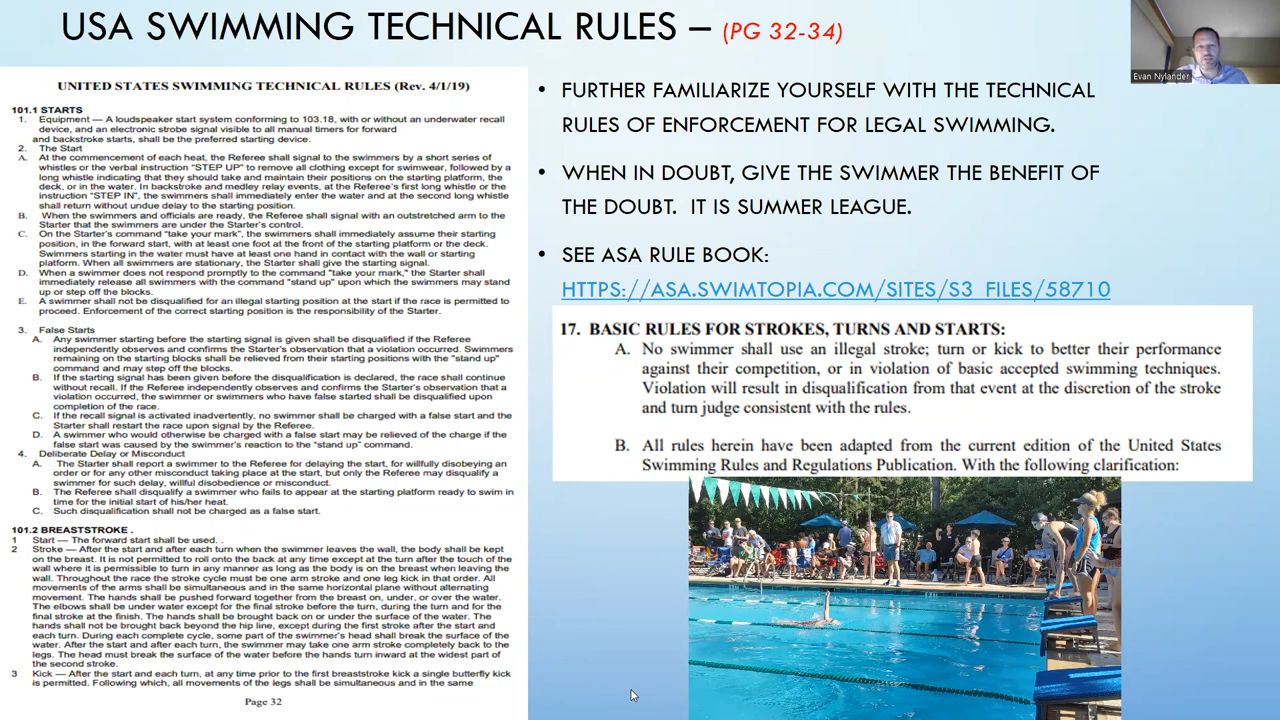 USA SWIMMING TECHNICAL RULES – (PG 32-34)
UNITED STATES SWIMMING TECHNICAL RULES (Rev. 4/1/19)
101.1 STARTS
1. Equipment — A loudspeaker start system conforming to 103.18, with or without an underwater recall
device, and an electronic strobe signal visible to all manual timers for forward
and backstroke starts, shall be the preferred starting device.
2. The Start
A. At the commencement of each heat, the Referee shall signal to the swimmers by a short series of
whistles or the verbal instruction "STEP UP" to remove all clothing except for swimwear, followed by a
long whistle indicating that they should take and maintain their positions on the starting platform, the
deck, or in the water. In backstroke and medley relay events, at the Referee's first long whistle or the
instruction "STEP IN", the swimmers shall immediately enter the water and at the second long whistle
shall return without undue delay to the starting position.
B. When the swimmers and officials are ready, the Referee shall signal with an outstretched arm to the
Starter that the swimmers are under the Starter's control.
C. On the Starter's command "take your mark", the swimmers shall immediately assume their starting
position, in the forward start, with at least one foot at the front of the starting platform or the deck.
Swimmers starting in the water must have at least one hand in contact with the wall or starting
platform. When all swimmers are stationary, the Starter shall give the starting signal.
D. When a swimmer does not respond promptly to the command "take your mark," the Starter shall
immediately release all swimmers with the command "stand up" upon which the swimmers may stand
up or step off the blocks.
E. A swimmer shall not be disqualified for an illegal starting position at the start if the race is permitted to
proceed. Enforcement of the correct starting position is the responsibility of the Starter.
3. False Starts
A. Any swimmer starting before the starting signal is given shall be disqualified if the Referee
independently observes and confirms the Starter's observation that a violation occurred. Swimmers
remaining on the starting blocks shall be relieved from their starting positions with the "stand up"
command and may step off the blocks.
B. If the starting signal has been given before the disqualification is declared, the race shall continue
without recall. If the Referee independently observes and confirms the Starter's observation that a
violation occurred, the swimmer or swimmers who have false started shall be disqualified upon
completion of the race.
C. If the recall signal is activated inadvertently, no swimmer shall be charged with a false start and the
Starter shall restart the race upon signal by the Referee.
D. A swimmer who would otherwise be charged with a false start may be relieved of the charge if the
false start was caused by the swimmer's reaction to the "stand up" command.
4. Deliberate Delay or Misconduct
A. The Starter shall report a swimmer to the Referee for delaying the start, for willfully disobeying an
order or for any other misconduct taking place at the start, but only the Referee may disqualify a
swimmer for such delay, willful disobedience or misconduct.
B. The Referee shall disqualify a swimmer who fails to appear at the starting platform ready to swim in
time for the initial start of his/her heat.
C. Such disqualification shall not be charged as a false start.
101.2 BREASTSTROKE .
1 Start — The forward start shall be used. .
2 Stroke — After the start and after each turn when the swimmer leaves the wall, the body shall be kept
on the breast. It is not permitted to roll onto the back at any time except at the turn after the touch of the
wall where it is permissible to turn in any manner as long as the body is on the breast when leaving the
wall. Throughout the race the stroke cycle must be one arm stroke and one leg kick in that order. All
movements of the arms shall be simultaneous and in the same horizontal plane without alternating
movement. The hands shall be pushed forward together from the breast on, under, or over the water.
The elbows shall be under water except for the final stroke before the turn, during the turn and for the
final stroke at the finish. The hands shall be brought back on or under the surface of the water. The
hands shall not be brought back beyond the hip line, except during the first stroke after the start and
each turn. During each complete cycle, some part of the swimmer's head shall break the surface of the
water. After the start and after each turn, the swimmer may take one arm stroke completely back to the
legs. The head must break the surface of the water before the hands turn inward at the widest part of
the second stroke.
3 Kick — After the start and each turn, at any time prior to the first breaststroke kick a single butterfly kick
is permitted. Following which, all movements of the legs shall be simultaneous and in the same
Page 32
• FURTHER FAMILIARIZE YOURSELF WITH THE TECHNICAL
RULES OF ENFORCEMENT FOR LEGAL SWIMMING.
• WHEN IN DOUBT, GIVE THE SWIMMER THE BENEFIT OF
THE DOUBT. IT IS SUMMER LEAGUE.
• SEE ASA RULE BOOK:
HTTPS://ASA.SWIMTOPIA.COM/SITES/S3_FILES/58710
17. BASIC RULES FOR STROKES, TURNS AND STARTS:
A. No swimmer shall use an illegal stroke; turn or kick to better their performance
against their competition, or in violation of basic accepted swimming techniques.
Violation will result in disqualification from that event at the discretion of the stroke
and turn judge consistent with the rules.
B. All rules herein have been adapted from the current edition of the United States
Swimming Rules and Regulations Publication. With the following clarification:
Evan Nylander